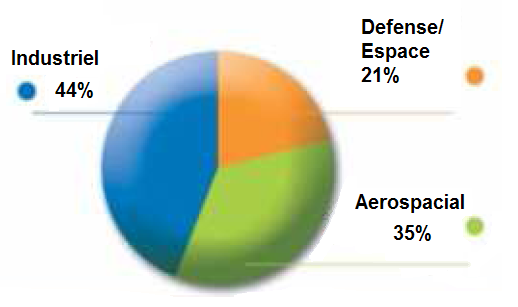 Industriel
44%
Defense/
Espace
21%
Aerospacial
35%